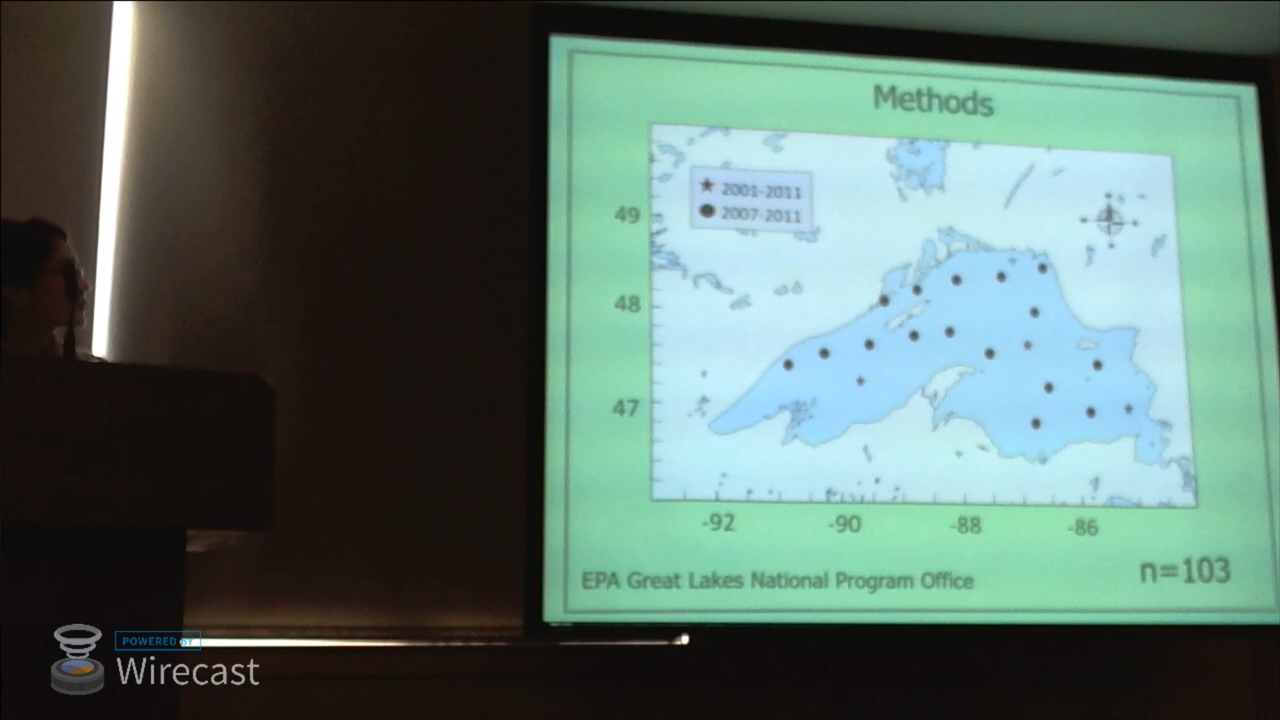 Methods
2001-2011
2007-2011
49
48
47
-92
-90
-88
-86
EPA Great Lakes National Program Office
n=103
POWERED BY
Wirecast